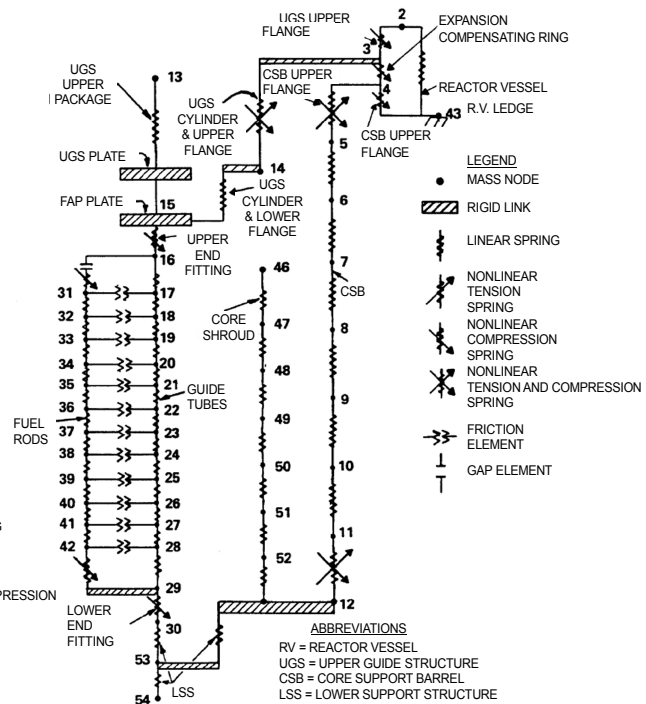 UGS UPPER
FLANGE
2
EXPANSION
COMPENSATING RING
3
UGS
UPPER
PACKAGE
13
CSB UPPER
FLANGE
UGS
CYLINDER
& UPPER
FLANGE
4
REACTOR VESSEL
43
R.V. LEDGE
CSB UPPER
FLANGE
5
UGS PLATE
14
LEGEND
MASS NODE
FAP PLATE
15
UGS
CYLINDER
& LOWER
FLANGE
6
RIGID LINK
UPPER
END
FITTING
LINEAR SPRING
16
46
7
CSB
NONLINEAR
TENSION
SPRING
31
17
CORE
SHROUD
32
18
47
8
NONLINEAR
COMPRESSION
SPRING
33
19
34
20
48
NONLINEAR
TENSION AND COMPRESSION
SPRING
35
21
GUIDE
TUBES
9
36
22
49
FUEL
RODS
37
23
FRICTION
ELEMENT
38
24
50
10
GAP ELEMENT
39
25
40
26
51
41
27
11
G
42
28
52
29
PRESSION
LOWER
END
FITTING
12
30
ABBREVIATIONS
RV = REACTOR VESSEL
UGS = UPPER GUIDE STRUCTURE
CSB = CORE SUPPORT BARREL
LSS = LOWER SUPPORT STRUCTURE
53
LSS
54